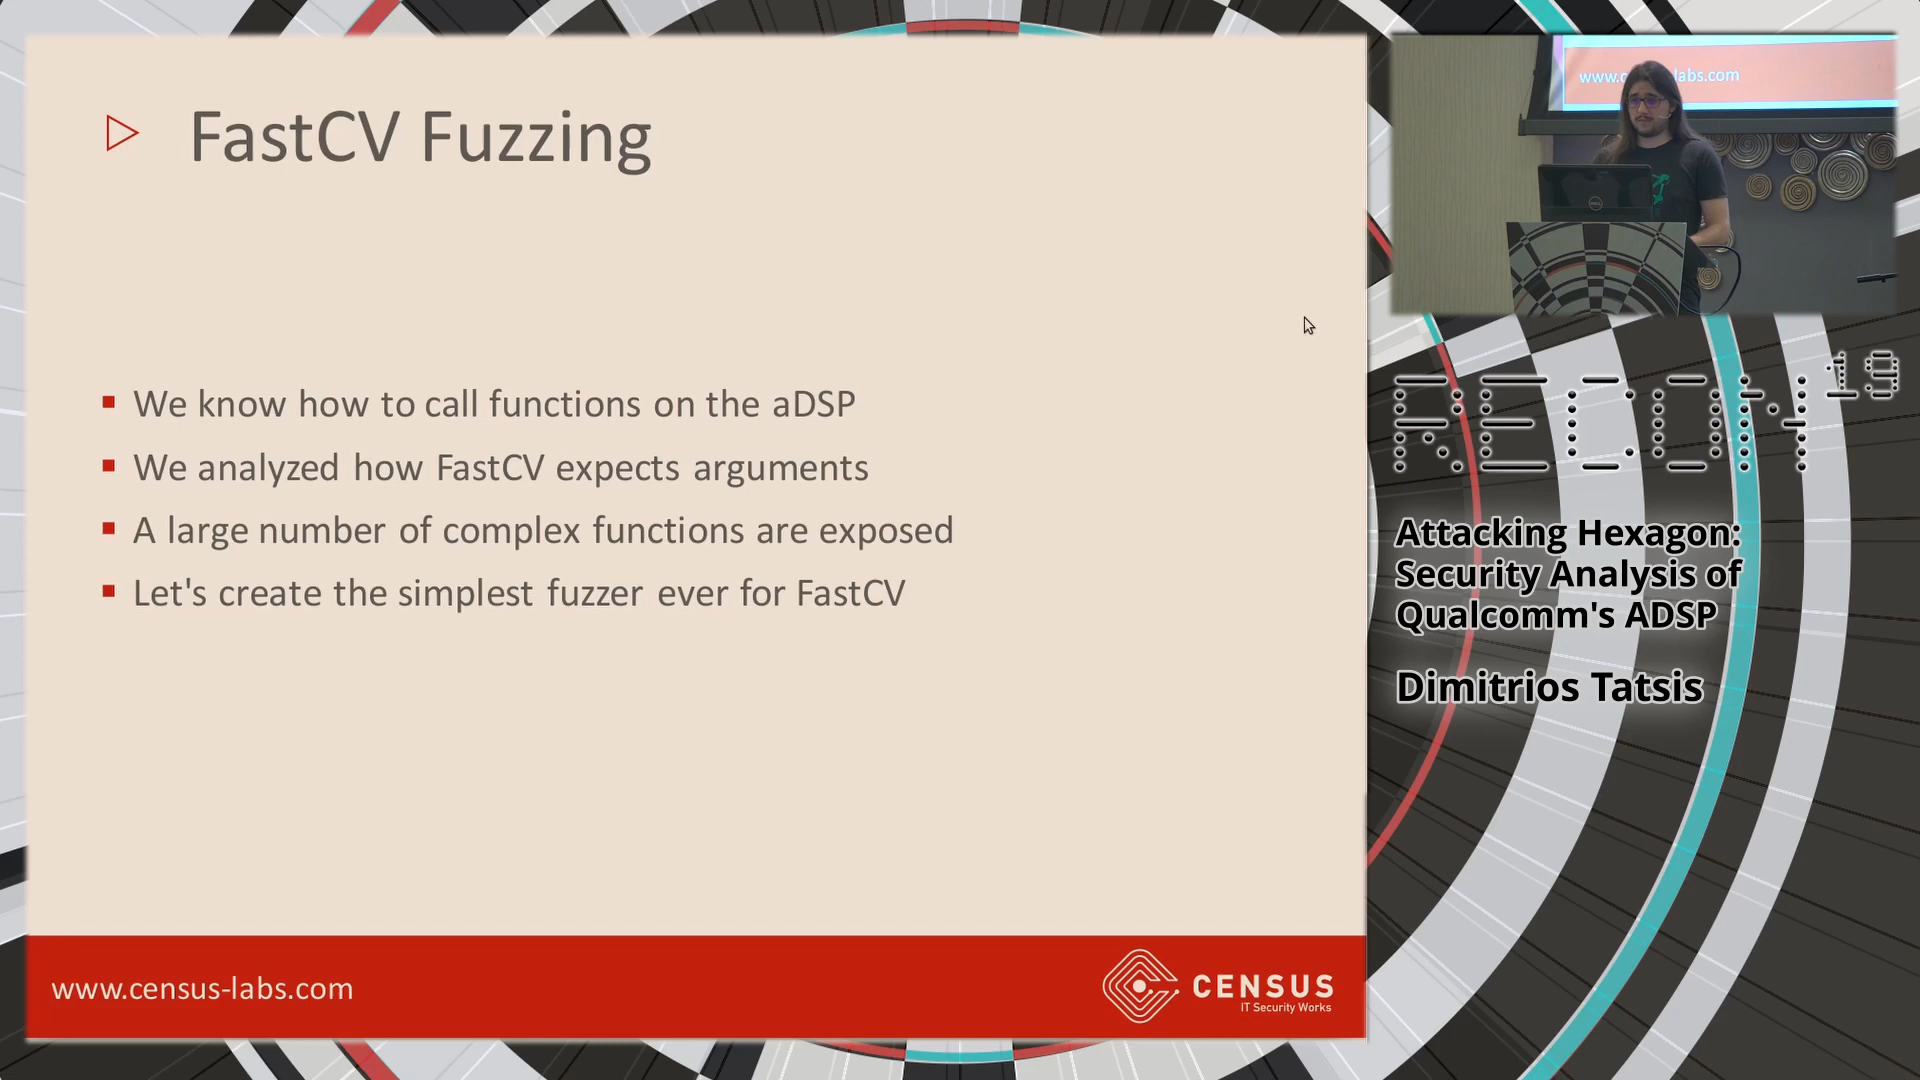 FastCV Fuzzing
We know how to call functions on the aDSP
We analyzed how FastCV expects arguments
A large number of complex functions are exposed
Let's create the simplest fuzzer ever for FastCV
www.census-labs.com
CENSUS
IT Security Works
RECON 19
Attacking Hexagon:
Security Analysis of
Qualcomm's ADSP
Dimitrios Tatsis